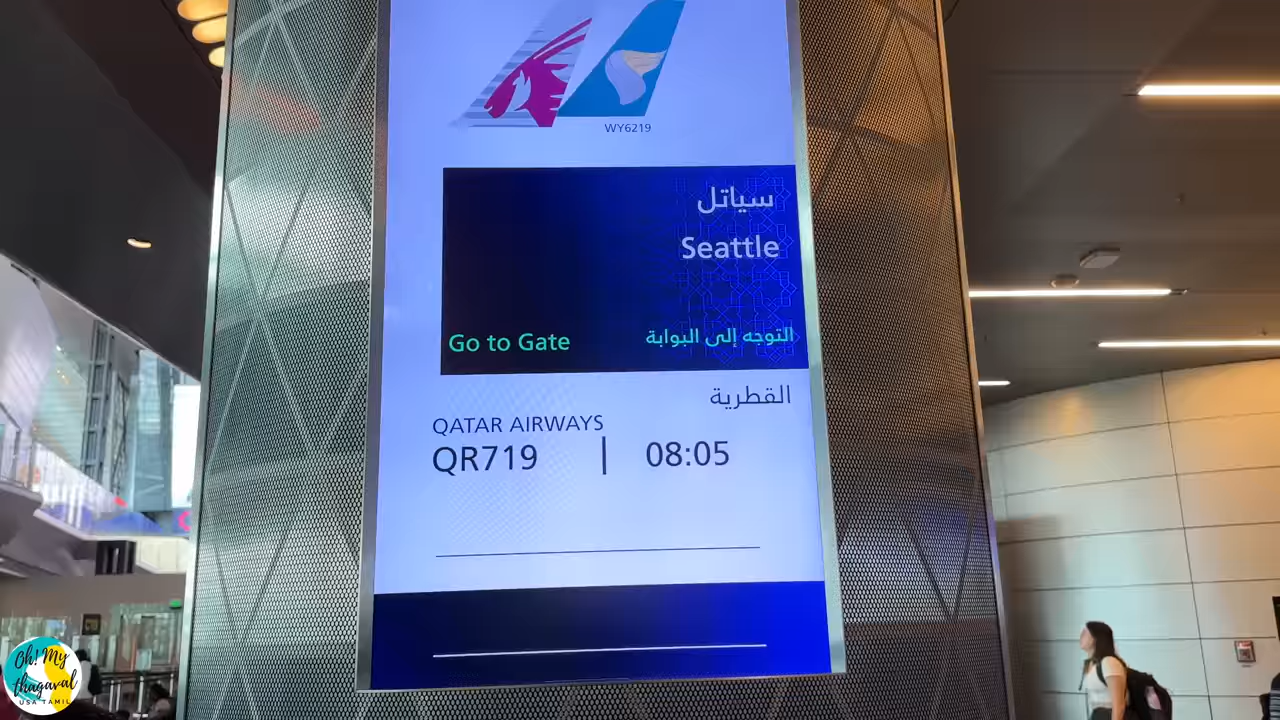 WY6219
سياتل
Seattle
Go to Gate التوجه إلى البوابة
القطرية
QATAR AIRWAYS
QR719 | 08:05
Oh! My
thagaval
USA TAMIL